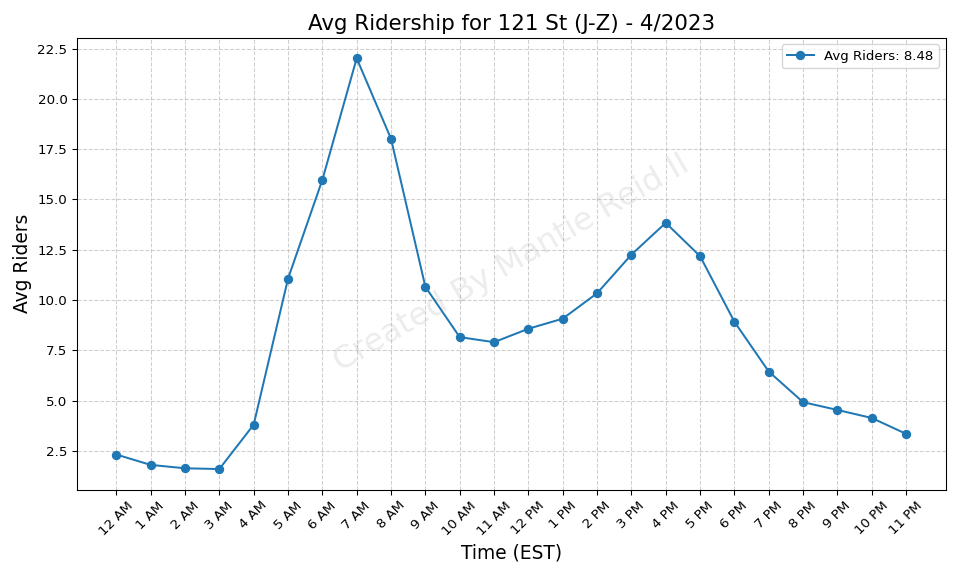 Avg Ridership for 121 St (J-Z) - 4/2023
Avg Riders: 8.48
Avg Riders
22.5
20.0
17.5
15.0
12.5
10.0
7.5
5.0
2.5
Created By Mantie Reid II
12 AM
1 AM
2 AM
3 AM
4 AM
5 AM
6 AM
7 AM
8 AM
9 AM
10 AM
11 AM
12 PM
1 PM
2 PM
3 PM
4 PM
5 PM
6 PM
7 PM
8 PM
9 PM
10 PM
11 PM
Time (EST)